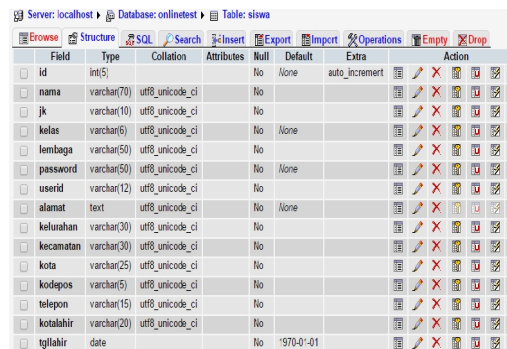 Server: localhost ▸ Database: onlinetest ▸ Table: siswa
Browse Structure SQL Search Insert Export Import Operations Empty Drop
Field Type Collation Attributes Null Default Extra Action
id int(5) No None auto_increment
nama varchar(70) utf8_unicode_ci No
jk varchar(10) utf8_unicode_ci No
kelas varchar(6) utf8_unicode_ci No None
lembaga varchar(50) utf8_unicode_ci No
password varchar(50) utf8_unicode_ci No None
userid varchar(12) utf8_unicode_ci No
alamat text utf8_unicode_ci No None
kelurahan varchar(30) utf8_unicode_ci No
kecamatan varchar(30) utf8_unicode_ci No
kota varchar(25) utf8_unicode_ci No
kodepos varchar(5) utf8_unicode_ci No
telepon varchar(15) utf8_unicode_ci No
kotalahir varchar(20) utf8_unicode_ci No
tgllahir date No 1970-01-01